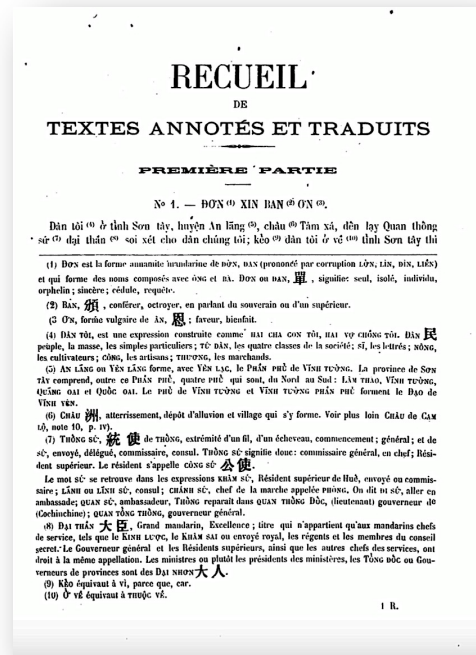 RECUEIL
DE
TEXTES ANNOTÉS ET TRADUITS
PREMIÈRE PARTIE
No 1. — ĐƠN (1) XIN BAN (2) ƠN (3).
Dân tôi (4) ở tỉnh Sơn tây, huyện An lãng (5), châu (6) Tâm xá, đến lạy Quan thống
sứ (7) đại thần (8) soi xét cho dân chúng tôi; kẻo (9) dân tôi ở về (10) tỉnh Sơn tây thì
(1) ĐƠN est la forme annamite vulgarisée de
et qui forme des noms composés avec ÔNG et BÀ. ĐƠN ou ĐAN, 單, signifie: seul, isolé, individu,
orphelin; sincère; cédule, requête.
(2) BAN, 頒, conférer, octroyer, en parlant du souverain ou d'un supérieur.
(3 ƠN, forme vulgaire de ÂN, 恩; faveur, bienfait.
(4) DÂN TÔI, est une expression construite comme HAI CHA CON TÔI, HAI VỢ CHỒNG TÔI. DÂN 民
peuple, la masse, les simples particuliers; TỨ DÂN, les quatre classes de la société; SĨ, les lettrés; NÔNG,
les cultivateurs; CÔNG, les artisans; THƯƠNG, les marchands.
(5) AN LÃNG ou YÊN LÃNG forme, avec YÊN LẠC, le PHÂN PHỦ de VĨNH TƯỜNG. La province de SƠN
TÂY comprend, outre ce PHÂN PHỦ, quatre PHỦ qui sont, du Nord au Sud: LÂM THAO, VĨNH TƯỜNG,
QUẢNG OAI et QUỐC OAI. Le PHỦ de VĨNH TƯỜNG et VĨNH TƯỜNG PHÂN PHỦ forment le ĐẠO de
VĨNH YÊN.
(6) CHÂU 洲, atterrissement, dépôt d'alluvion et village qui s'y forme. Voir plus loin CHÂU de CAM
LỘ, note 10, p. IV).
(7) THỐNG SỨ, 統使 de THỐNG, extrémité d'un fil, d'un écheveau, commencement; général; et de
SỨ, envoyé, délégué, commissaire, consul. THỐNG SỨ signifie donc: commissaire général, en chef; Rési-
dent supérieur. Le résident s'appelle CÔNG SỨ 公使.
Le mot SỨ se retrouve dans les expressions KHÂM SỨ, Résident supérieur de Huê, envoyé ou commis-
saire; LÃNH ou LĨNH SỨ, consul; CHÁNH SỨ, chef de la marche appelée PHÒNG. On dit ĐI SỨ, aller en
ambassade; QUAN SỨ, ambassadeur, THỐNG reparaît dans QUAN THỐNG ĐỐC, (lieutenant) gouverneur de
(Cochinchine); QUAN TỔNG THỐNG, gouverneur général.
(8) ĐẠI THẦN 大臣, Grand mandarin, Excellence; titre qui n'appartient qu'aux mandarins chefs
de service, tels que le KINH LƯỢC, le KHÂM SAI ou envoyé royal, les régents et les membres du conseil
secret. Le Gouverneur général et les Résidents supérieurs, ainsi que les autres chefs des services, ont
droit à la même appellation. Les ministres ou plutôt les présidents des ministères, les TỔNG ĐỐC ou Gou-
verneurs de provinces sont des ĐẠI NHƠN 大人.
(9) KẺO équivaut à VÌ, parce que, car.
(10) Ở VỀ équivaut à THUỘC VỀ.
1 R.